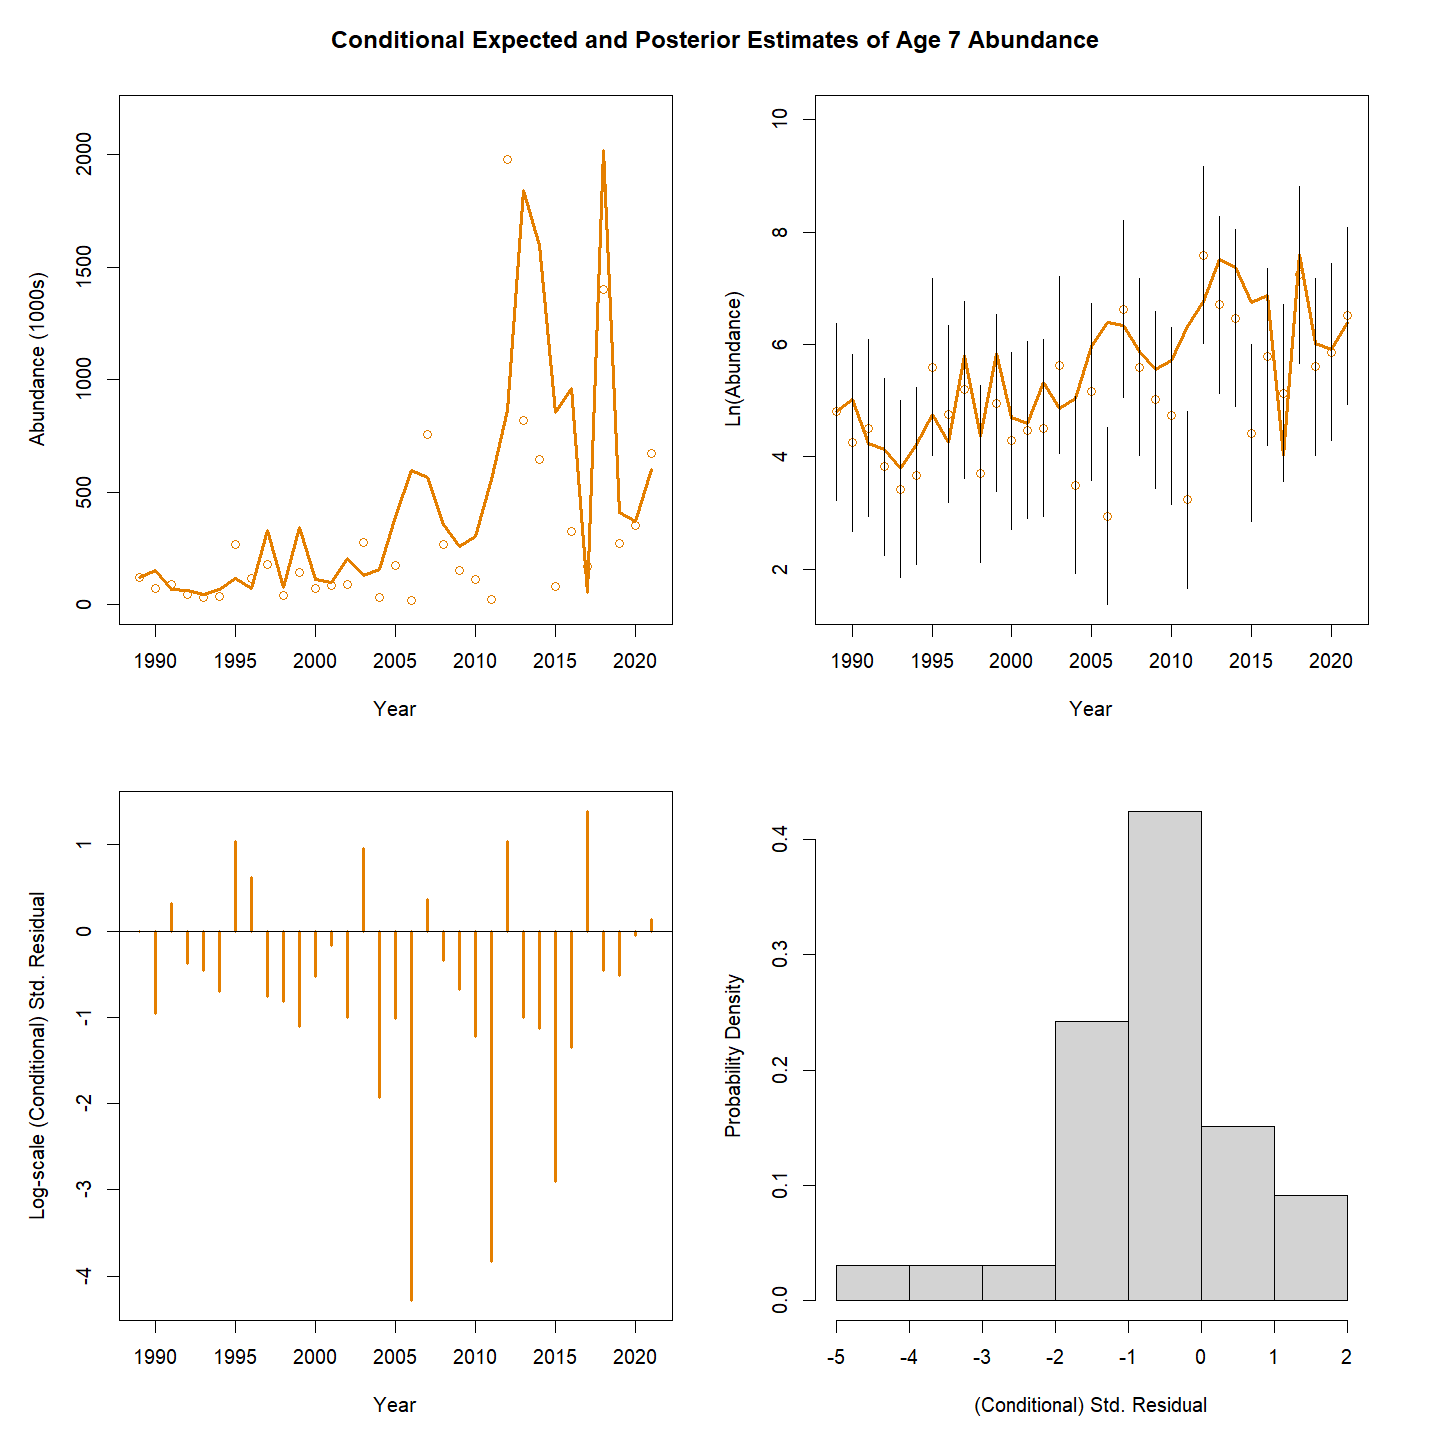 Conditional Expected and Posterior Estimates of Age 7 Abundance
Abundance (1000s)
2000
1500
1000
500
0
1990 1995 2000 2005 2010 2015 2020
Year
Ln(Abundance)
10
8
6
4
2
1990 1995 2000 2005 2010 2015 2020
Year
Log-scale (Conditional) Std. Residual
1
0
-1
-2
-3
-4
1990 1995 2000 2005 2010 2015 2020
Year
Probability Density
0.4
0.3
0.2
0.1
0.0
-5 -4 -3 -2 -1 0 1 2
(Conditional) Std. Residual